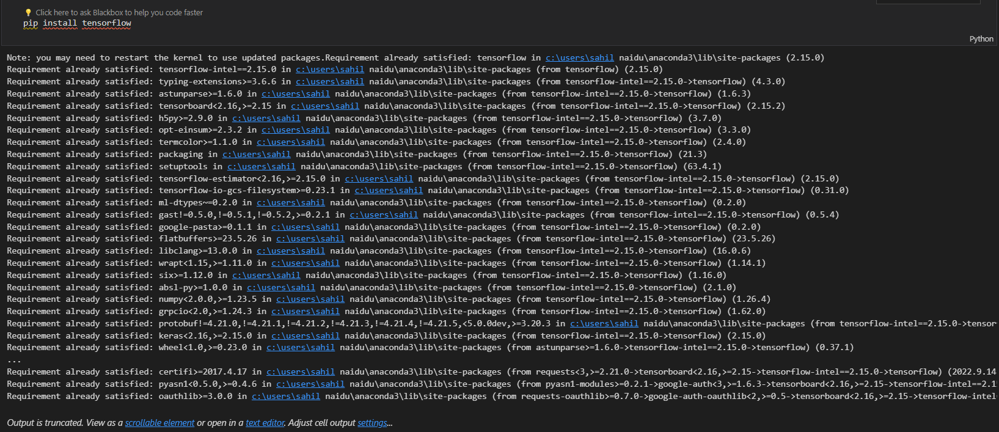 💡 Click here to ask Blackbox to help you code faster
pip install tensorflow
Python
Note: you may need to restart the kernel to use updated packages.Requirement already satisfied: tensorflow in c:\users\sahil naidu\anaconda3\lib\site-packages (2.15.0)
Requirement already satisfied: tensorflow-intel==2.15.0 in c:\users\sahil naidu\anaconda3\lib\site-packages (from tensorflow) (2.15.0)
Requirement already satisfied: typing-extensions>=3.6.6 in c:\users\sahil naidu\anaconda3\lib\site-packages (from tensorflow-intel==2.15.0->tensorflow) (4.3.0)
Requirement already satisfied: astunparse>=1.6.0 in c:\users\sahil naidu\anaconda3\lib\site-packages (from tensorflow-intel==2.15.0->tensorflow) (1.6.3)
Requirement already satisfied: tensorboard<2.16,>=2.15 in c:\users\sahil naidu\anaconda3\lib\site-packages (from tensorflow-intel==2.15.0->tensorflow) (2.15.2)
Requirement already satisfied: h5py>=2.9.0 in c:\users\sahil naidu\anaconda3\lib\site-packages (from tensorflow-intel==2.15.0->tensorflow) (3.7.0)
Requirement already satisfied: opt-einsum>=2.3.2 in c:\users\sahil naidu\anaconda3\lib\site-packages (from tensorflow-intel==2.15.0->tensorflow) (3.3.0)
Requirement already satisfied: termcolor>=1.1.0 in c:\users\sahil naidu\anaconda3\lib\site-packages (from tensorflow-intel==2.15.0->tensorflow) (2.4.0)
Requirement already satisfied: packaging in c:\users\sahil naidu\anaconda3\lib\site-packages (from tensorflow-intel==2.15.0->tensorflow) (21.3)
Requirement already satisfied: setuptools in c:\users\sahil naidu\anaconda3\lib\site-packages (from tensorflow-intel==2.15.0->tensorflow) (63.4.1)
Requirement already satisfied: tensorflow-estimator<2.16,>=2.15.0 in c:\users\sahil naidu\anaconda3\lib\site-packages (from tensorflow-intel==2.15.0->tensorflow) (2.15.0)
Requirement already satisfied: tensorflow-io-gcs-filesystem>=0.23.1 in c:\users\sahil naidu\anaconda3\lib\site-packages (from tensorflow-intel==2.15.0->tensorflow) (0.31.0)
Requirement already satisfied: ml-dtypes~=0.2.0 in c:\users\sahil naidu\anaconda3\lib\site-packages (from tensorflow-intel==2.15.0->tensorflow) (0.2.0)
Requirement already satisfied: gast!=0.5.0,!=0.5.1,!=0.5.2,>=0.2.1 in c:\users\sahil naidu\anaconda3\lib\site-packages (from tensorflow-intel==2.15.0->tensorflow) (0.5.4)
Requirement already satisfied: google-pasta>=0.1.1 in c:\users\sahil naidu\anaconda3\lib\site-packages (from tensorflow-intel==2.15.0->tensorflow) (0.2.0)
Requirement already satisfied: flatbuffers>=23.5.26 in c:\users\sahil naidu\anaconda3\lib\site-packages (from tensorflow-intel==2.15.0->tensorflow) (23.5.26)
Requirement already satisfied: libclang>=13.0.0 in c:\users\sahil naidu\anaconda3\lib\site-packages (from tensorflow-intel==2.15.0->tensorflow) (16.0.6)
Requirement already satisfied: wrapt<1.15,>=1.11.0 in c:\users\sahil naidu\anaconda3\lib\site-packages (from tensorflow-intel==2.15.0->tensorflow) (1.14.1)
Requirement already satisfied: six>=1.12.0 in c:\users\sahil naidu\anaconda3\lib\site-packages (from tensorflow-intel==2.15.0->tensorflow) (1.16.0)
Requirement already satisfied: absl-py>=1.0.0 in c:\users\sahil naidu\anaconda3\lib\site-packages (from tensorflow-intel==2.15.0->tensorflow) (2.1.0)
Requirement already satisfied: numpy<2.0.0,>=1.23.5 in c:\users\sahil naidu\anaconda3\lib\site-packages (from tensorflow-intel==2.15.0->tensorflow) (1.26.4)
Requirement already satisfied: grpcio<2.0,>=1.24.3 in c:\users\sahil naidu\anaconda3\lib\site-packages (from tensorflow-intel==2.15.0->tensorflow) (1.62.0)
Requirement already satisfied: protobuf!=4.21.0,!=4.21.1,!=4.21.2,!=4.21.3,!=4.21.4,!=4.21.5,<5.0.0dev,>=3.20.3 in c:\users\sahil naidu\anaconda3\lib\site-packages (from tensorflow-intel==2.15.0->tensor
Requirement already satisfied: keras<2.16,>=2.15.0 in c:\users\sahil naidu\anaconda3\lib\site-packages (from tensorflow-intel==2.15.0->tensorflow) (2.15.0)
Requirement already satisfied: wheel<1.0,>=0.23.0 in c:\users\sahil naidu\anaconda3\lib\site-packages (from astunparse>=1.6.0->tensorflow-intel==2.15.0->tensorflow) (0.37.1)
...
Requirement already satisfied: certifi>=2017.4.17 in c:\users\sahil naidu\anaconda3\lib\site-packages (from requests<3,>=2.21.0->tensorboard<2.16,>=2.15->tensorflow-intel==2.15.0->tensorflow) (2022.9.14
Requirement already satisfied: pyasn1<0.5.0,>=0.4.6 in c:\users\sahil naidu\anaconda3\lib\site-packages (from pyasn1-modules>=0.2.1->google-auth<3,>=1.6.3->tensorboard<2.16,>=2.15->tensorflow-intel==2.1
Requirement already satisfied: oauthlib>=3.0.0 in c:\users\sahil naidu\anaconda3\lib\site-packages (from requests-oauthlib>=0.7.0->google-auth-oauthlib<2,>=0.5->tensorboard<2.16,>=2.15->tensorflow-intel
Output is truncated. View as a scrollable element or open in a text editor. Adjust cell output settings...